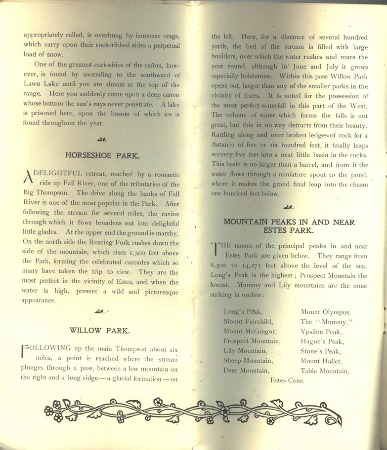 appropriately called, is overhung by immense crags,
which carry upon their rock-ribbed sides a perpetual
load of snow.
One of the greatest curiosities of the cañon, how-
ever, is found by ascending to the southward of
Lawn Lake until you are almost at the top of the
range. Here you suddenly come upon a deep cañon
whose bottom the sun's rays never penetrate. A lake
is prisoned here, upon the bosom of which ice is
found throughout the year.
HORSESHOE PARK.
A DELIGHTFUL retreat, reached by a romantic
ride up Fall River, one of the tributaries of the
Big Thompson. The drive along the banks of Fall
River is one of the most popular in the Park. After
following the stream for several miles, the ravine
through which it flows broadens out into delightful
little glades. At the upper end the ground is marshy.
On the north side the Roaring Fork rushes down the
side of the mountain, which rises 1,500 feet above
the Park, forming the celebrated cascades which so
many have taken the trip to view. They are the
most perfect in the vicinity of Estes, and, when the
water is high, present a wild and picturesque
appearance.
WILLOW PARK.
FOLLOWING up the main Thompson about six
miles, a point is reached where the stream
plunges through a pass, between a low mountain on
the right and a long ridge—a glacial formation—on
the left. Here, for a distance of several hundred
yards, the bed of the stream is filled with large
boulders, over which the water rushes and roars the
year round, although in June and July it grows
especially boisterous. Within this pass Willow Park
opens out, larger than any of the smaller parks in the
vicinity of Estes. It is noted for the possession of
the most perfect waterfall in this part of the West.
The volume of water which forms the falls is not
great, but this in no way detracts from their beauty.
Rattling along and over broken ledges of rock for a
distance of five or six hundred feet, it finally leaps
seventy-five feet into a neat little basin in the rocks.
This basin is no larger than a barrel, and from it the
water flows through a miniature spout to the pond,
where it makes the grand final leap into the chasm
one hundred feet below.
MOUNTAIN PEAKS IN AND NEAR
ESTES PARK.
THE names of the principal peaks in and near
Estes Park are given below. They range from
8,500 to 14,271 feet above the level of the sea.
Long's Peak is the highest; Prospect Mountain the
lowest. Mummy and Lily mountains are the most
striking in outline:
Long's Peak,
Mount Fairchild,
Mount McGregor,
Prospect Mountain,
Lily Mountain,
Sheep Mountain,
Deer Mountain,
Mount Olympus,
The "Mummy,"
Ypsilon Peak,
Hague's Peak,
Stone's Peak,
Mount Hallet,
Table Mountain,
Estes Cone.